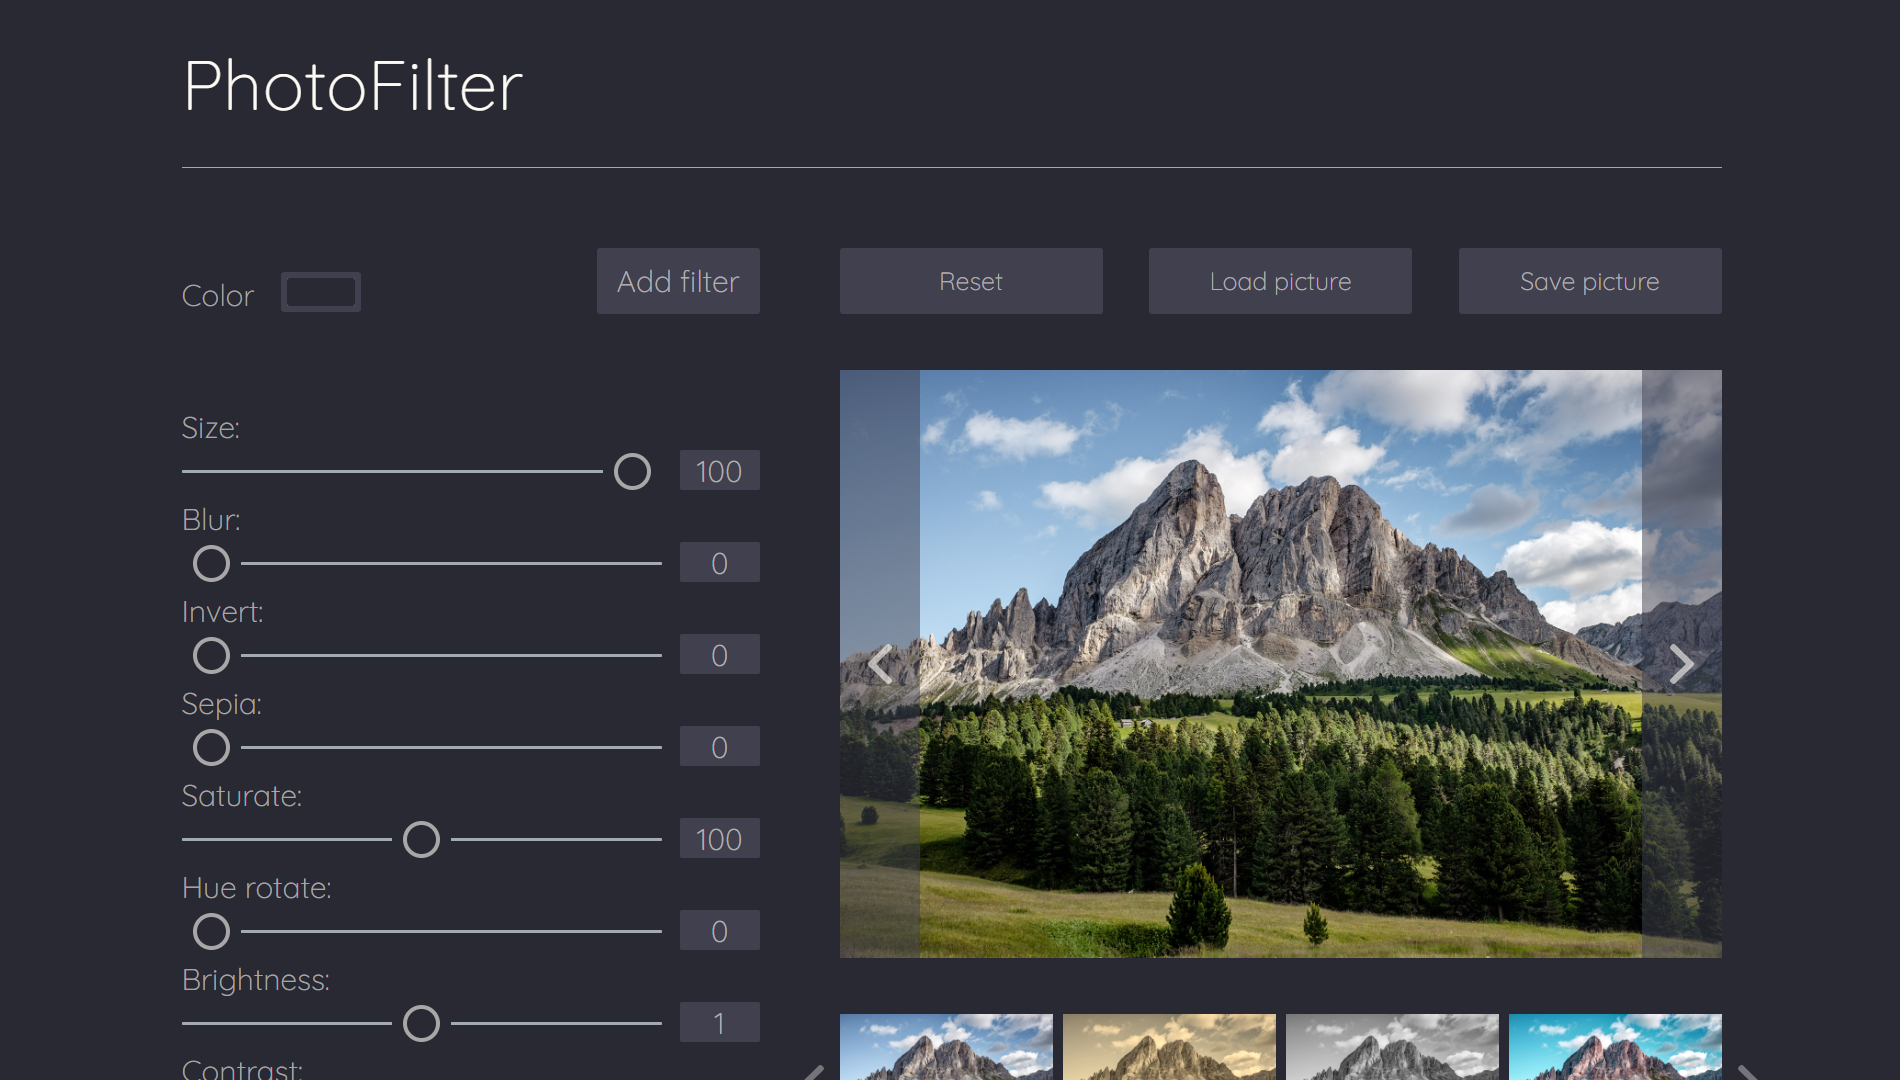 PhotoFilter
Color
Add filter
Reset
Load picture
Save picture
Size:
100
Blur:
0
Invert:
0
Sepia:
0
Saturate:
100
Hue rotate:
0
Brightness:
1
Contrast: